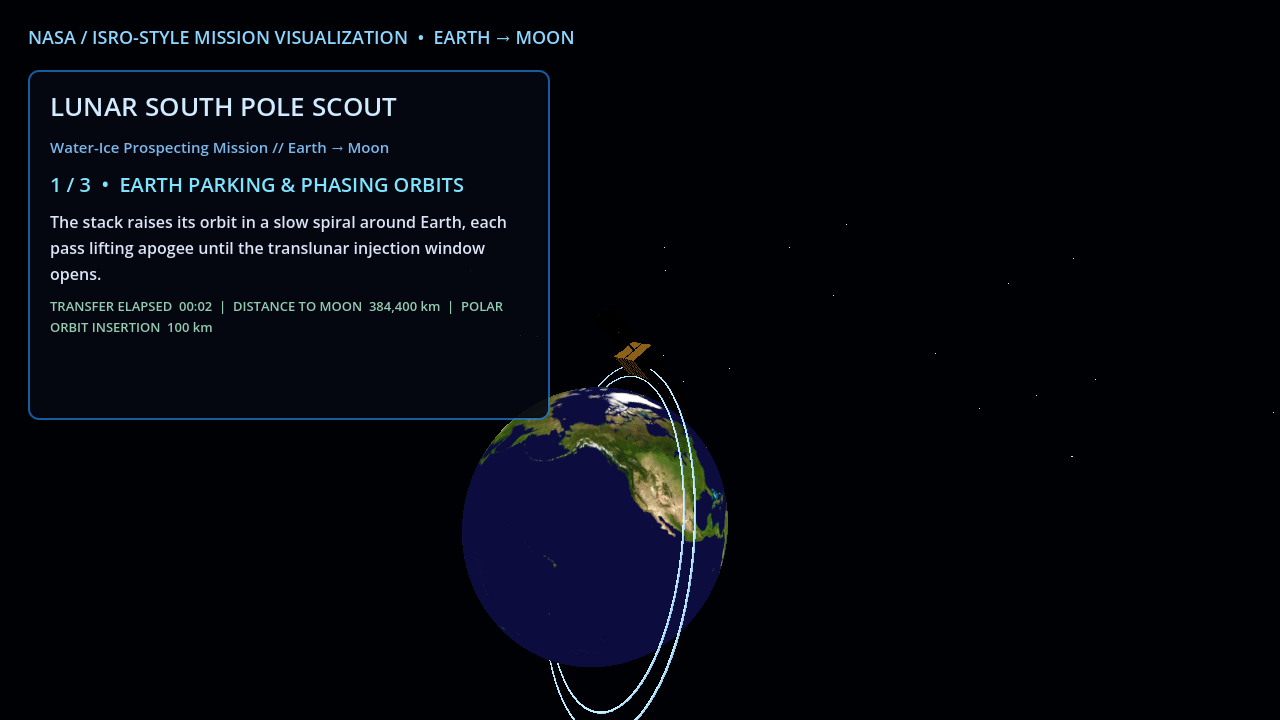 NASA / ISRO-STYLE MISSION VISUALIZATION • EARTH → MOON
LUNAR SOUTH POLE SCOUT
Water-Ice Prospecting Mission // Earth → Moon
1 / 3 • EARTH PARKING & PHASING ORBITS
The stack raises its orbit in a slow spiral around Earth, each
pass lifting apogee until the translunar injection window
opens.
TRANSFER ELAPSED 00:02 | DISTANCE TO MOON 384,400 km | POLAR
ORBIT INSERTION 100 km